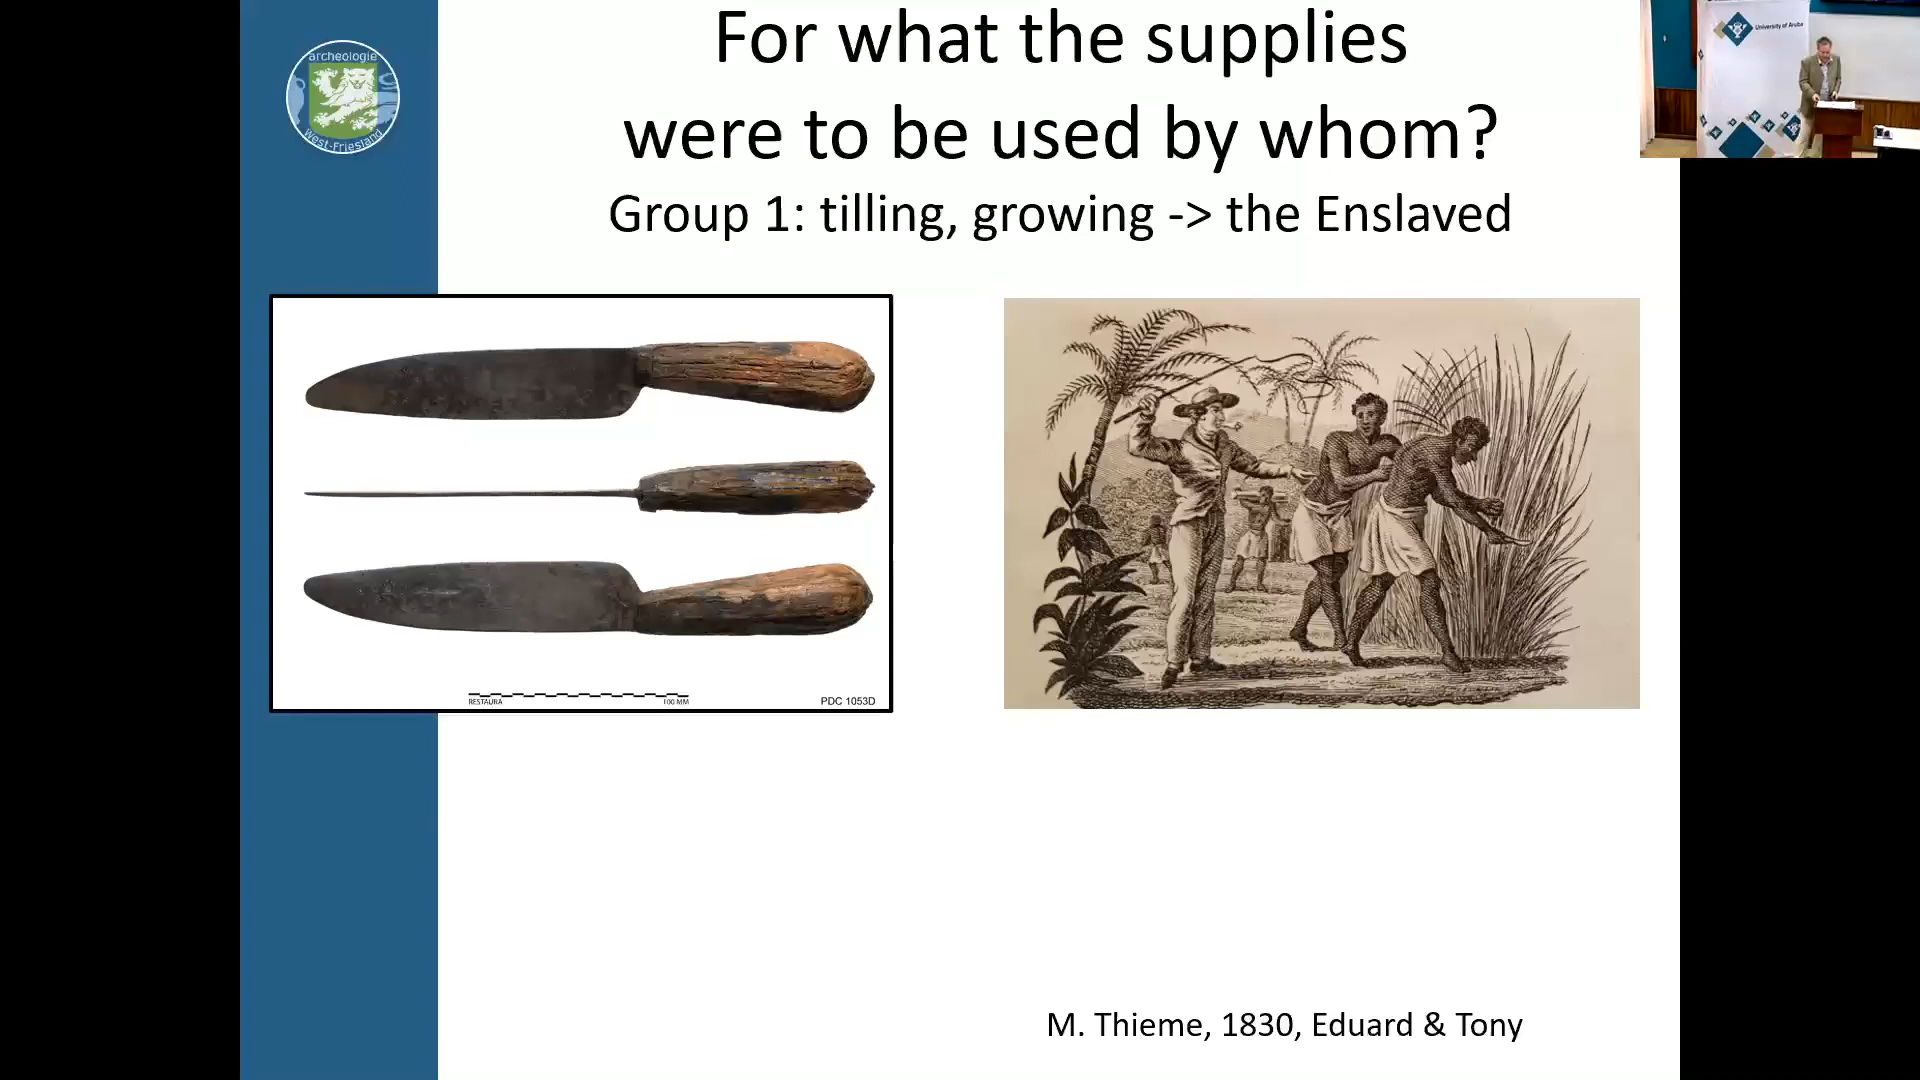 For what the supplies
were to be used by whom?
Group 1: tilling, growing -> the Enslaved
archeologie
West-Friesland
University of Aruba
RESTAURA
100 MM
PDC 1053D
M. Thieme, 1830, Eduard & Tony